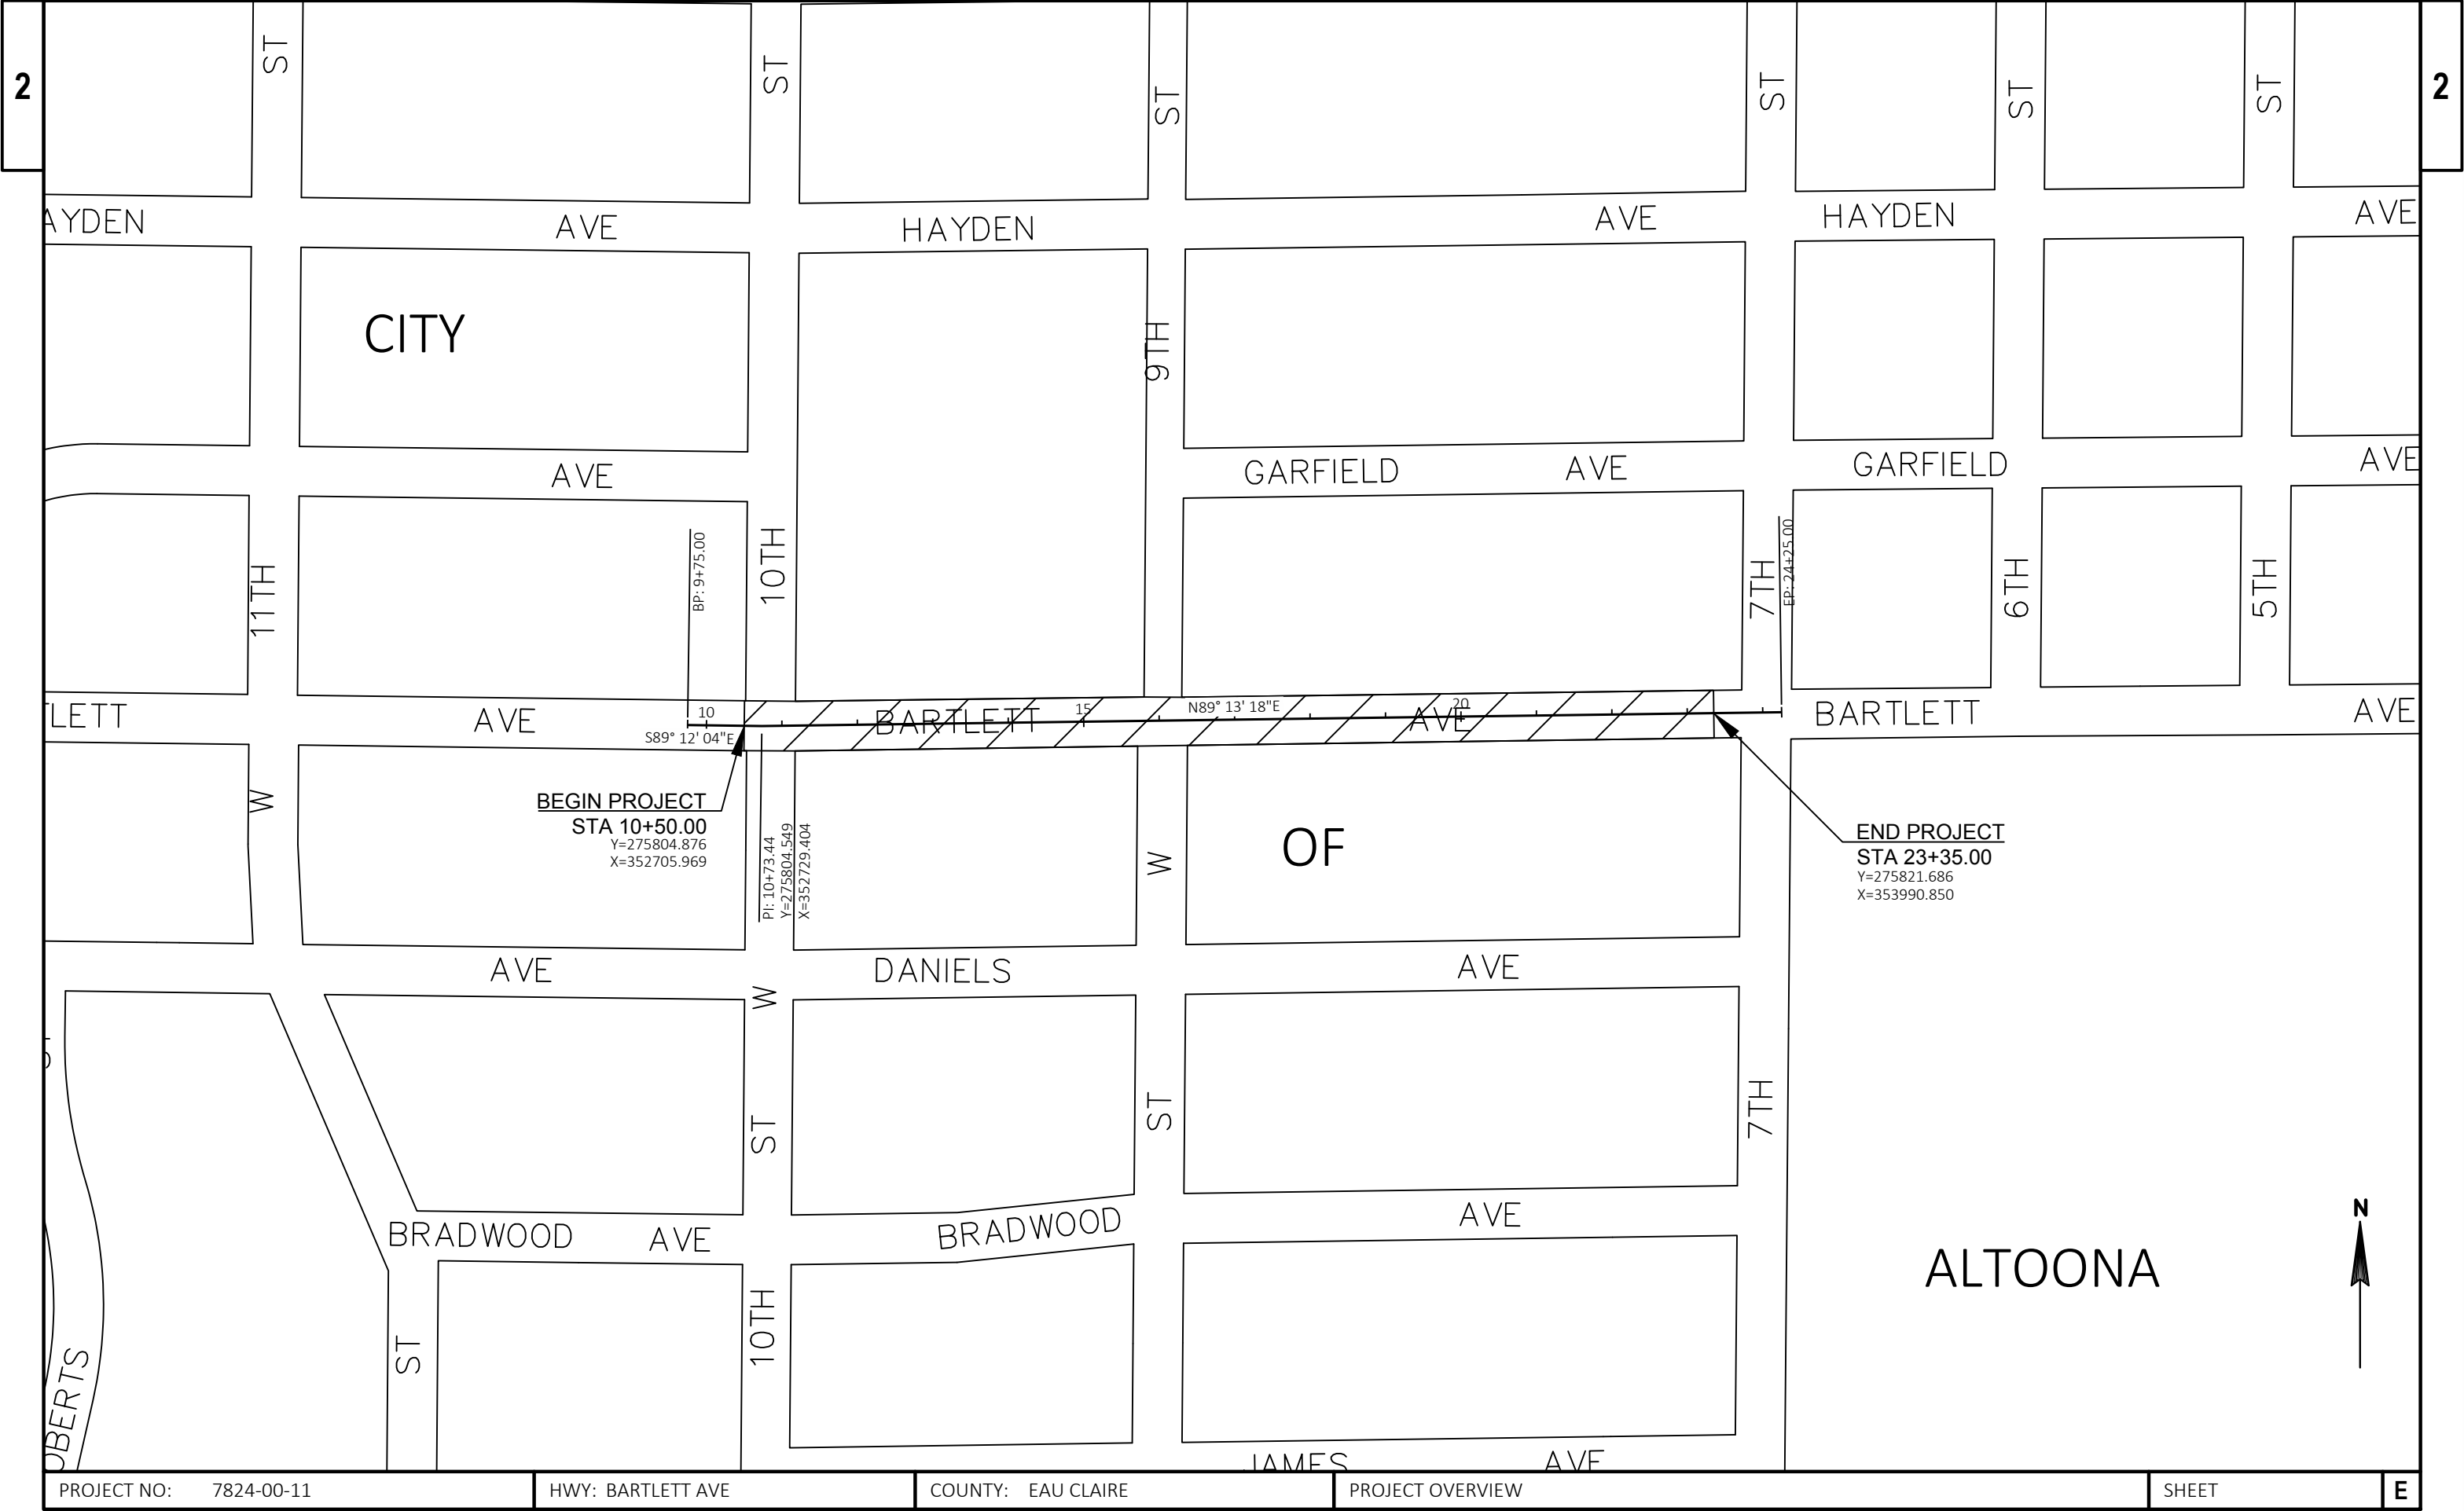 2
2
ST
ST
ST
ST
ST
ST
AYDEN
AVE
HAYDEN
AVE
HAYDEN
AVE
CITY
9TH
AVE
GARFIELD
AVE
GARFIELD
AVE
11TH
BP: 9+75.00
10TH
7TH
EP: 24+25.00
6TH
5TH
LETT
AVE
10
BARTLETT
15
N89° 13' 18"E
AVE
20
BARTLETT
AVE
S89° 12' 04"E
W
BEGIN PROJECT
STA 10+50.00
Y=275804.876
X=352705.969
PI: 10+73.44
Y=275804.549
X=352729.404
W
OF
END PROJECT
STA 23+35.00
Y=275821.686
X=353990.850
AVE
W
DANIELS
AVE
ST
ST
7TH
BRADWOOD
AVE
BRADWOOD
AVE
N
ALTOONA
ST
10TH
OBERTS
JAMES
AVE
PROJECT NO: 7824-00-11
HWY: BARTLETT AVE
COUNTY: EAU CLAIRE
PROJECT OVERVIEW
SHEET
E